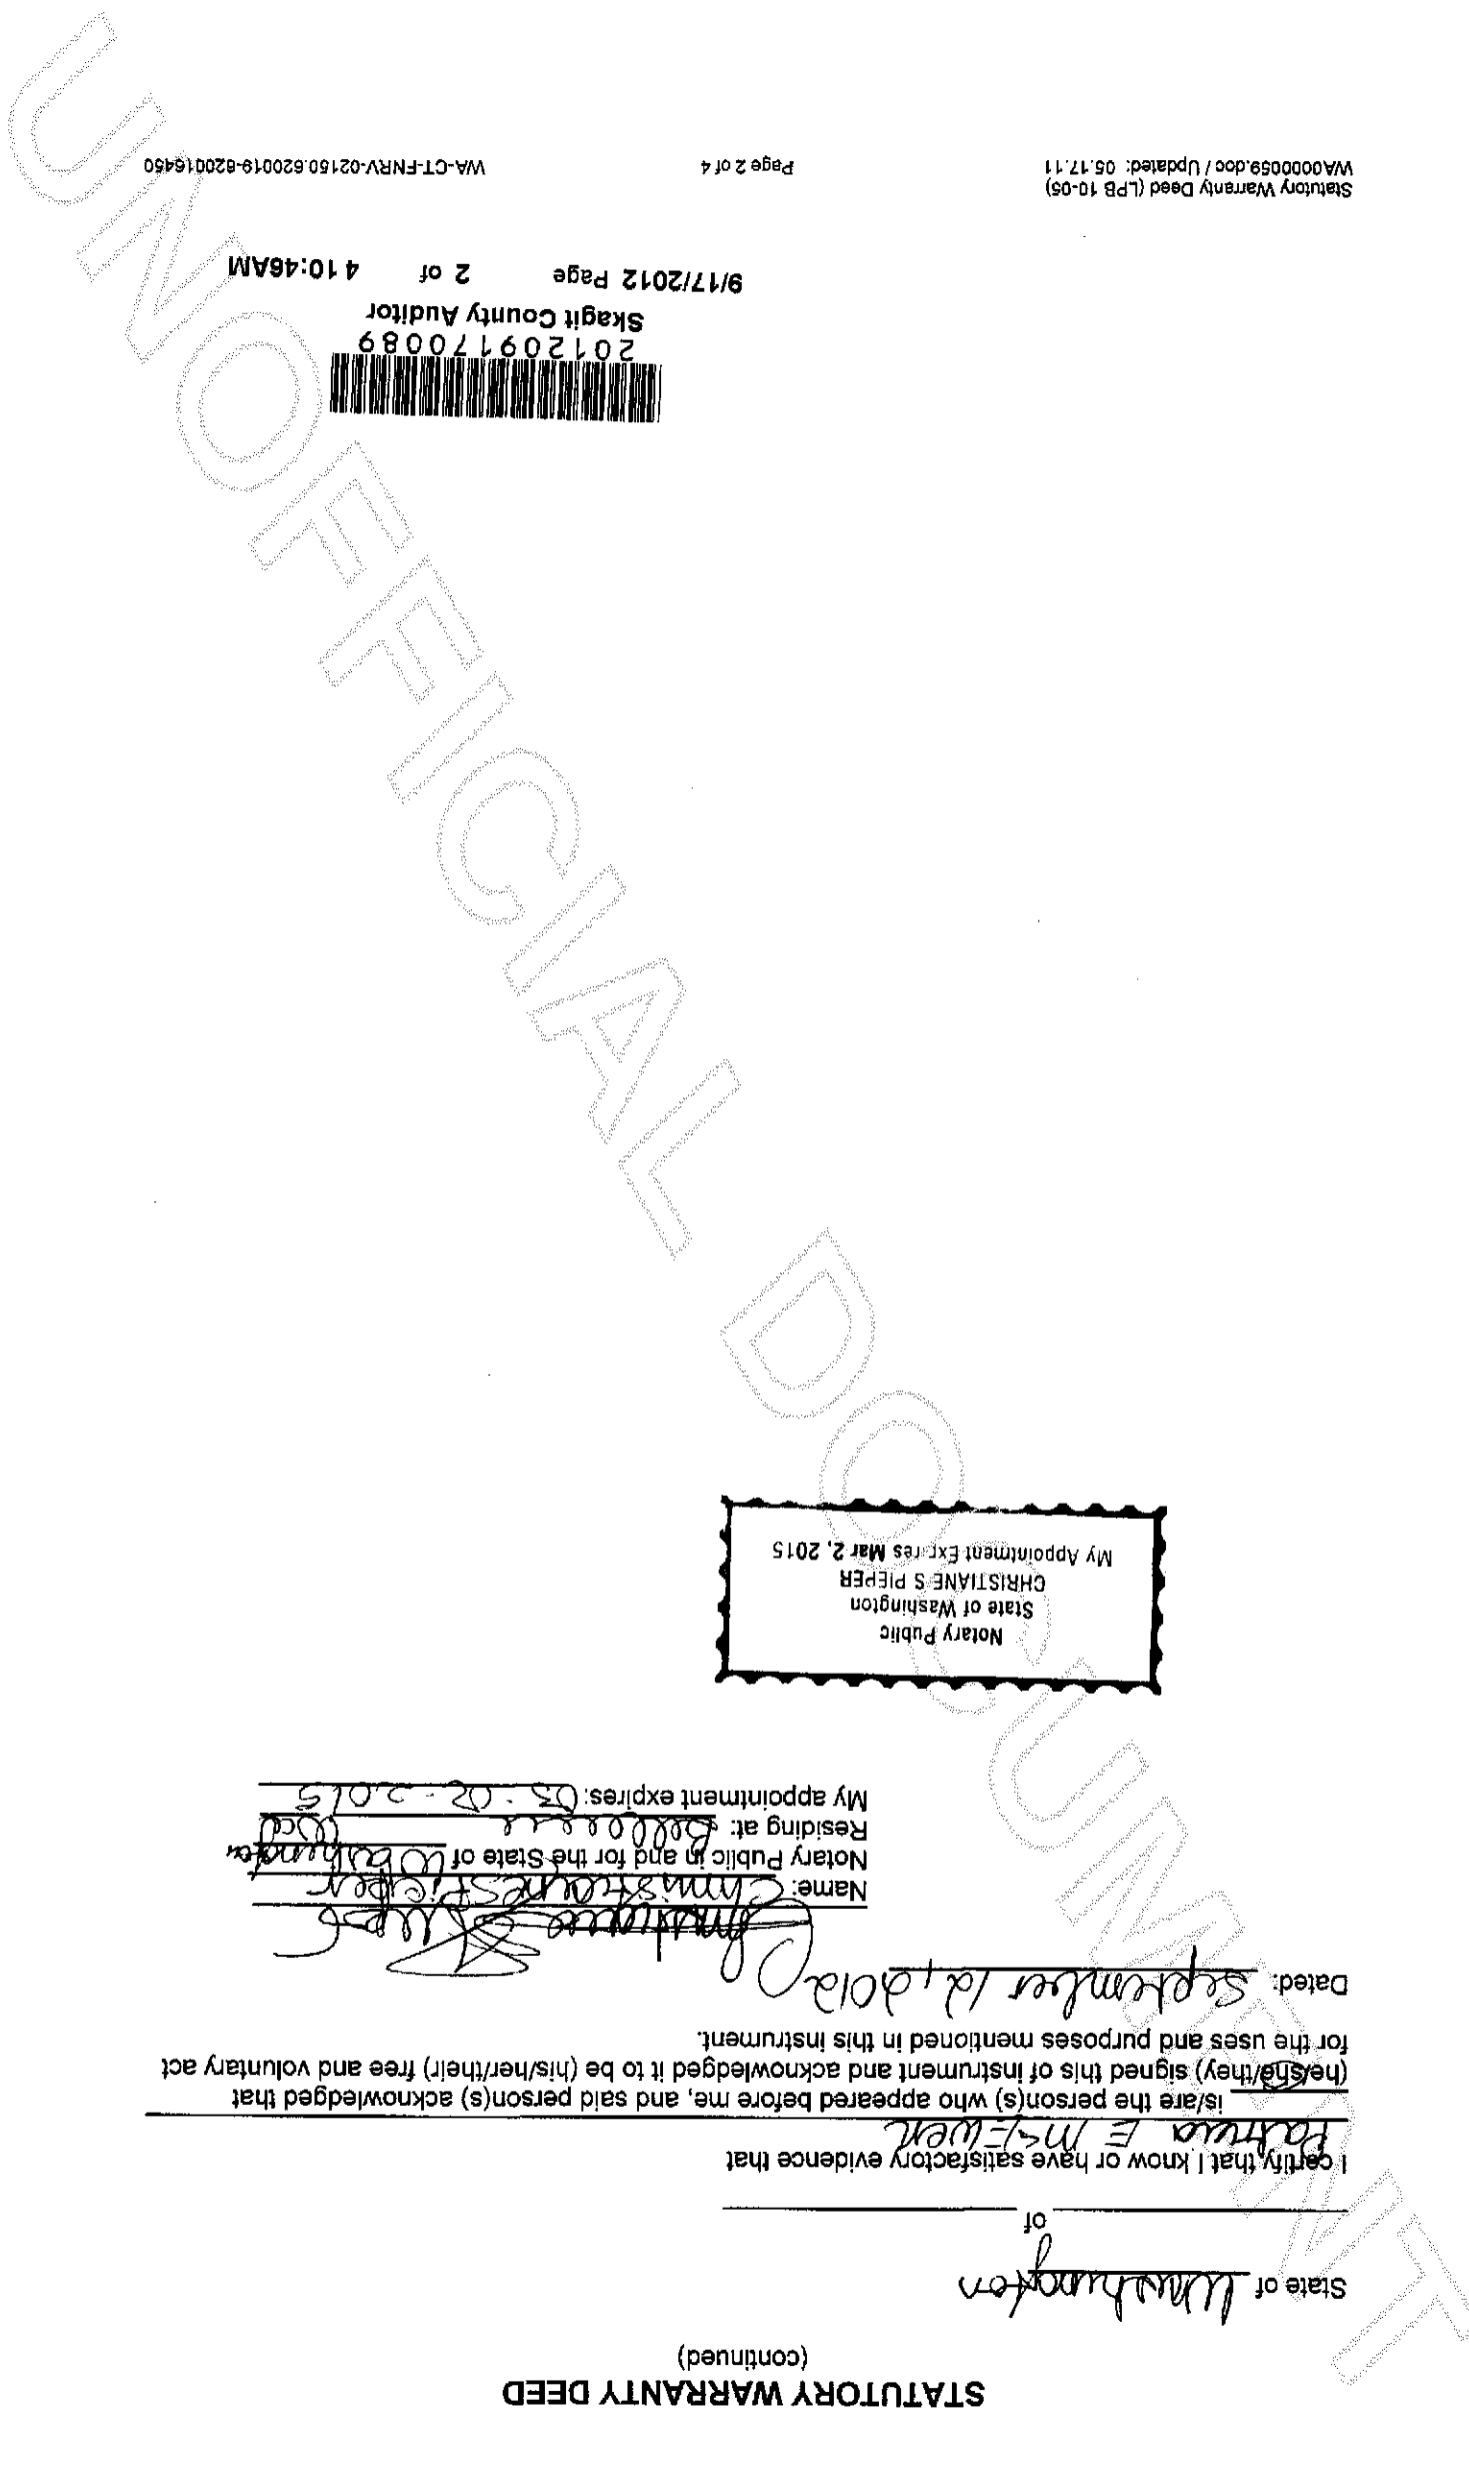 STATUTORY WARRANTY DEED
(continued)
State of Washington
of
I certify that I know or have satisfactory evidence that
Patricia E McEwen
is/are the person(s) who appeared before me, and said person(s) acknowledged that
(he/she/they) signed this of instrument and acknowledged it to be (his/her/their) free and voluntary act
for the uses and purposes mentioned in this instrument.
Dated: September 12, 2012
Name: Christiane S Pieper
Notary Public in and for the State of Washington
Residing at: Bellevue
My appointment expires: 03-02-2015
Notary Public
State of Washington
CHRISTIANE S PIEPER
My Appointment Expires Mar 2, 2015
201209170089
Skagit County Auditor
9/17/2012 Page 2 of 4 10:46AM
Statutory Warranty Deed (LPB 10-05)
WA0000059.doc / Updated: 05.17.11 Page 2 of 4 WA-CT-FNRV-02150.620019-620016450
UNOFFICIAL DOCUMENT